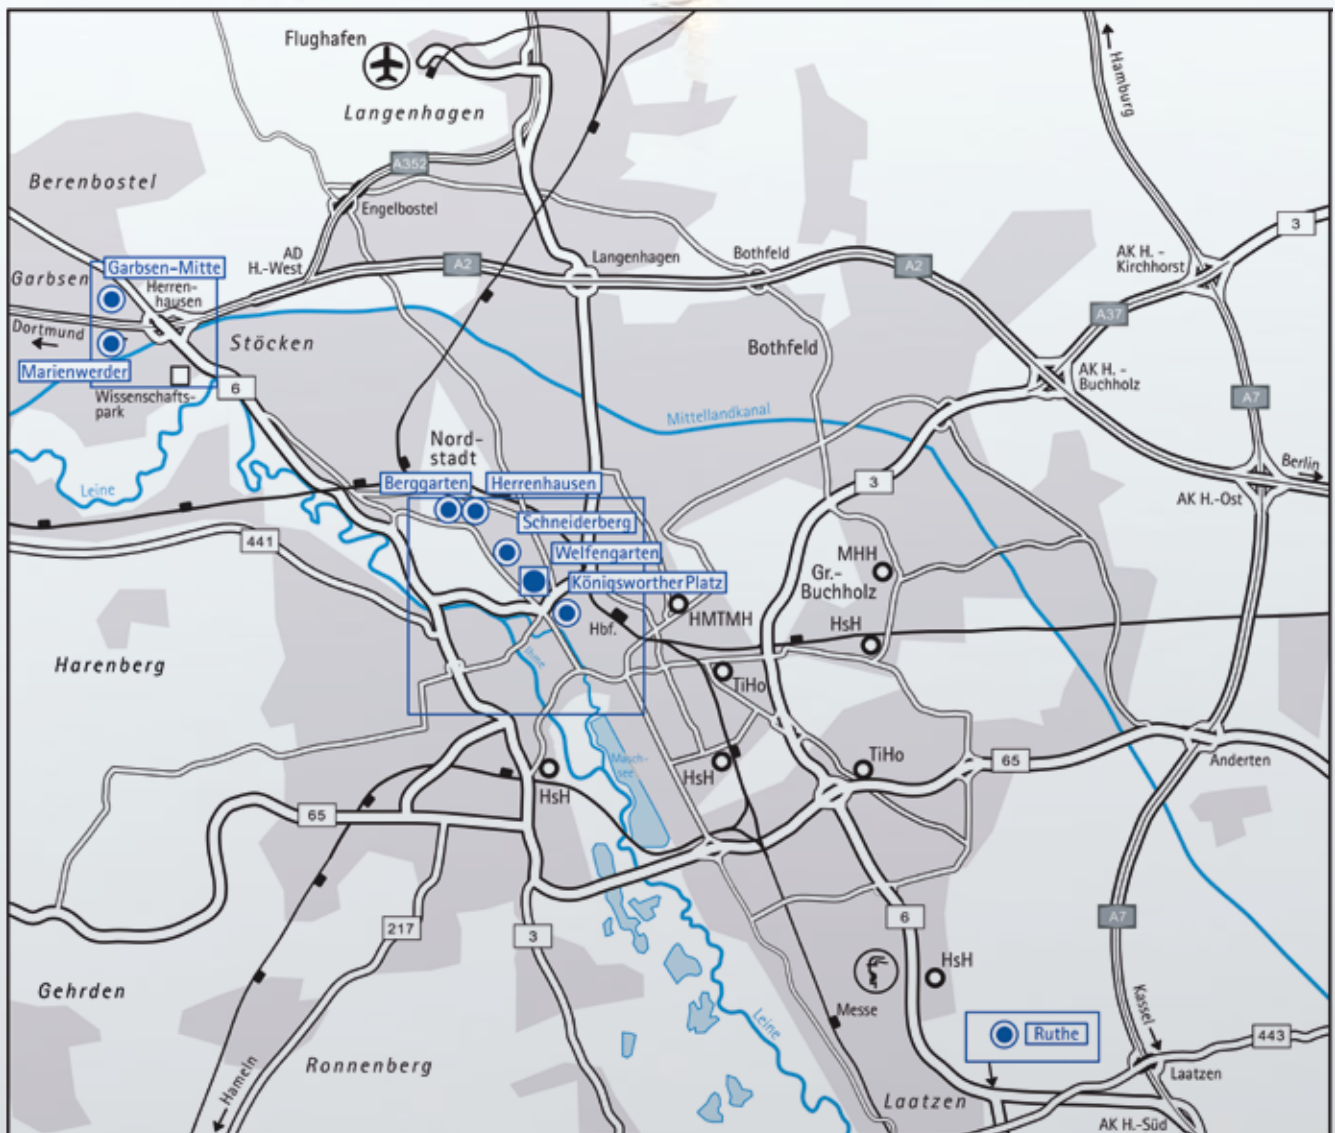 Flughafen
Langenhagen
Hamburg
A352
Berenbostel
Engelbostel
3
AD
H.-West
Langenhagen
Bothfeld
AK H. -
Kirchhorst
A2
A2
Garbsen
Garbsen-Mitte
Herren-
hausen
A37
Dortmund
Stöcken
Bothfeld
Marienwerder
AK H. -
Buchholz
6
Wissenschafts-
park
A7
Mittellandkanal
Nord-
stadt
Berlin
Leine
Berggarten
Herrenhausen
3
AK H.-Ost
Schneiderberg
441
Welfengarten
MHH
Gr.-
Buchholz
Königsworther Platz
HMTMH
Hbf.
HsH
Harenberg
Ihme
TiHo
Masch-
see
HsH
TiHo
65
Anderten
HsH
65
217
3
6
A7
HsH
Gehrden
Kassel
Messe
Leine
Ruthe
443
Ronnenberg
Hameln
Laatzen
Laatzen
AK H.-Süd